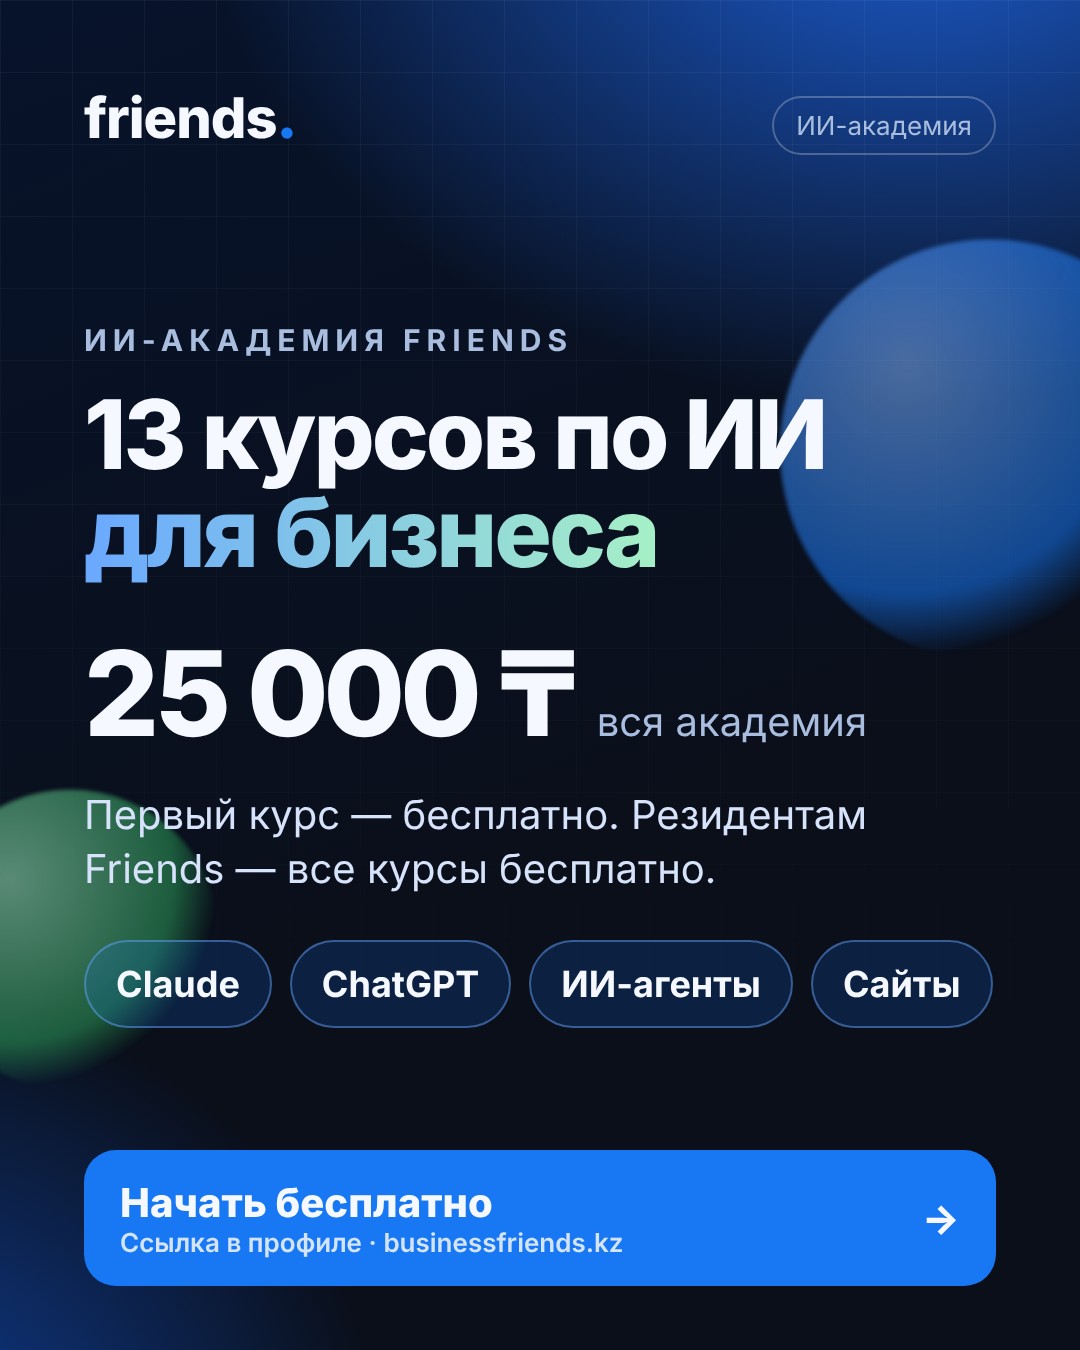 friends.
ИИ-академия
ИИ-АКАДЕМИЯ FRIENDS
13 курсов по ИИ
для бизнеса
25 000 ₸ вся академия
Первый курс — бесплатно. Резидентам
Friends — все курсы бесплатно.
Claude ChatGPT ИИ-агенты Сайты
Начать бесплатно
Ссылка в профиле · businessfriends.kz
→